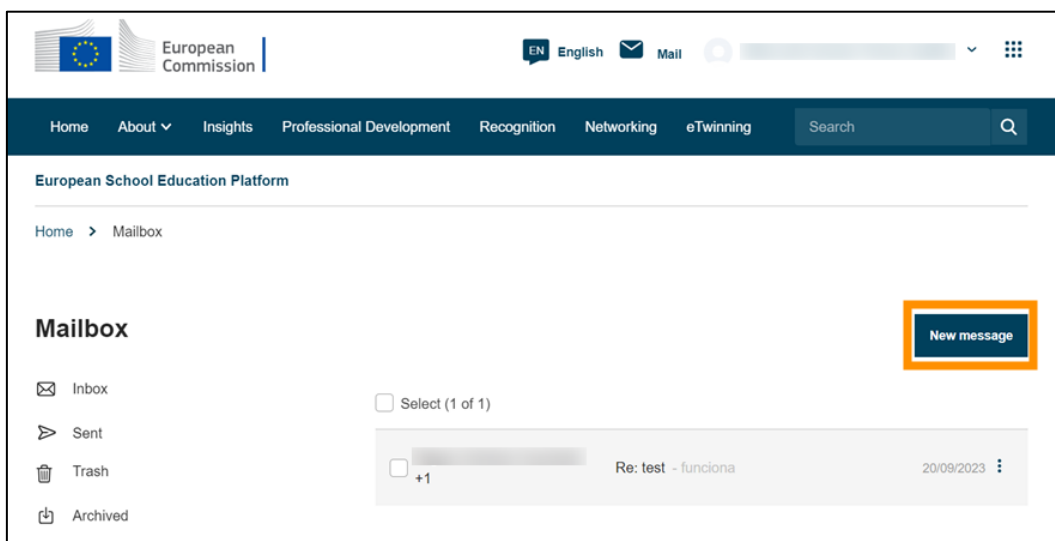 European
Commission
EN English Mail
Home About Insights Professional Development Recognition Networking eTwinning Search
European School Education Platform
Home > Mailbox
Mailbox
New message
Inbox
Select (1 of 1)
Sent
Re: test - funciona 20/09/2023
+1
Trash
Archived